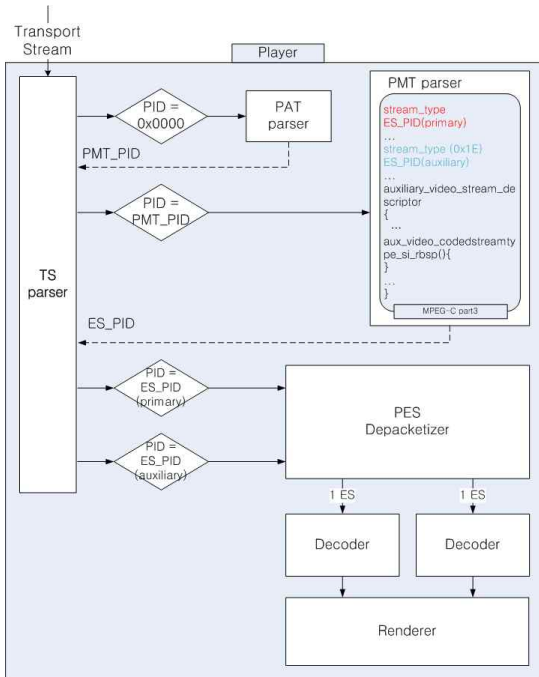 Transport
Stream
Player
PID =
0x0000
PAT
parser
PMT parser
stream_type
ES_PID(primary)
...
stream_type (0x1E)
ES_PID(auxiliary)
...
auxiliary_video_stream_de
scriptor
{
...
aux_video_codedstreamty
pe_si_rbsp(){
}
...
}
MPEG-C part3
PMT_PID
PID =
PMT_PID
TS
parser
ES_PID
PID =
ES_PID
(primary)
PID =
ES_PID
(auxiliary)
PES
Depacketizer
1 ES
1 ES
Decoder
Decoder
Renderer